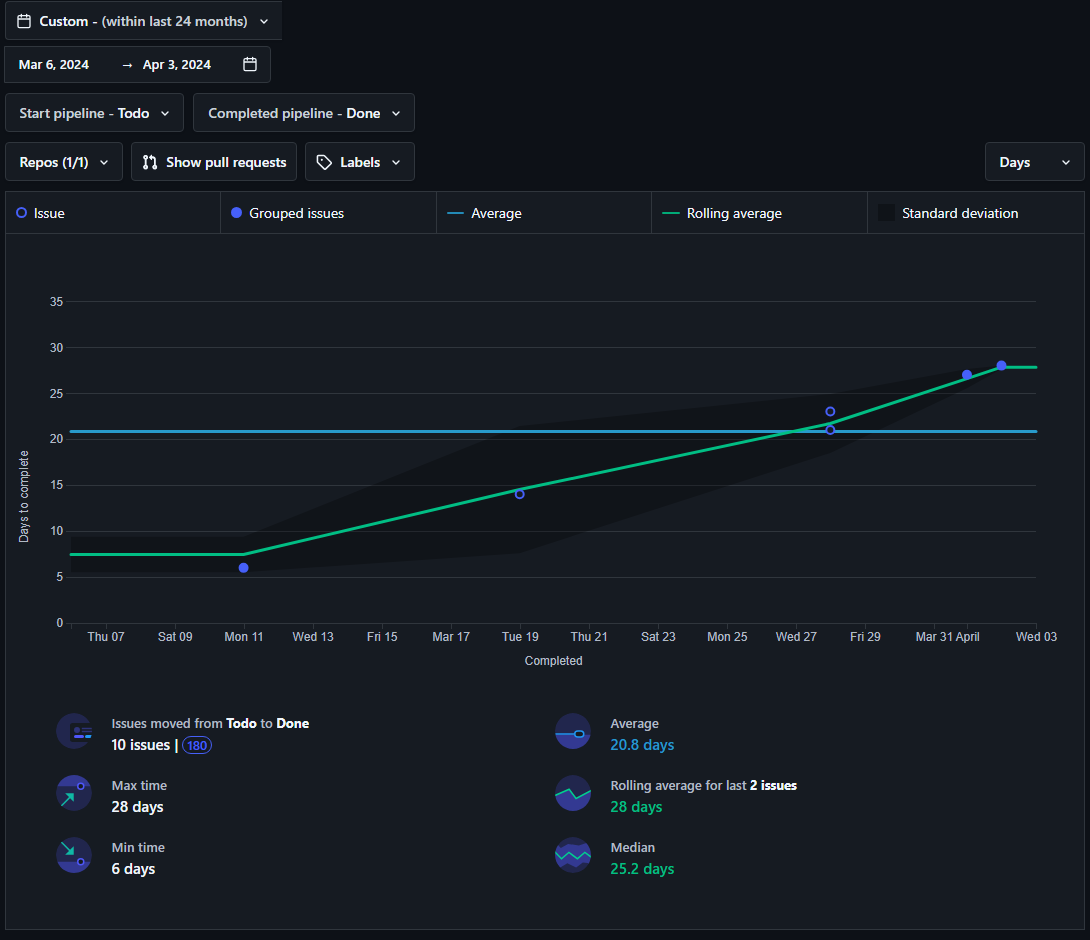 Custom - (within last 24 months)
Mar 6, 2024 → Apr 3, 2024
Start pipeline - Todo
Completed pipeline - Done
Repos (1/1)
Show pull requests
Labels
Days
Issue
Grouped issues
Average
Rolling average
Standard deviation
35
30
25
20
15
10
5
0
Days to complete
Thu 07 Sat 09 Mon 11 Wed 13 Fri 15 Mar 17 Tue 19 Thu 21 Sat 23 Mon 25 Wed 27 Fri 29 Mar 31 April Wed 03
Completed
Issues moved from Todo to Done
10 issues | 180
Average
20.8 days
Max time
28 days
Rolling average for last 2 issues
28 days
Min time
6 days
Median
25.2 days